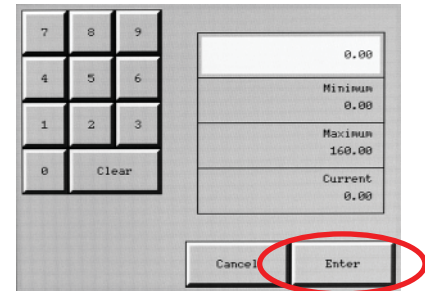 7 8 9
0.00
4 5 6
Minimum
0.00
1 2 3
Maximum
160.00
0 Clear
Current
0.00
Cancel Enter